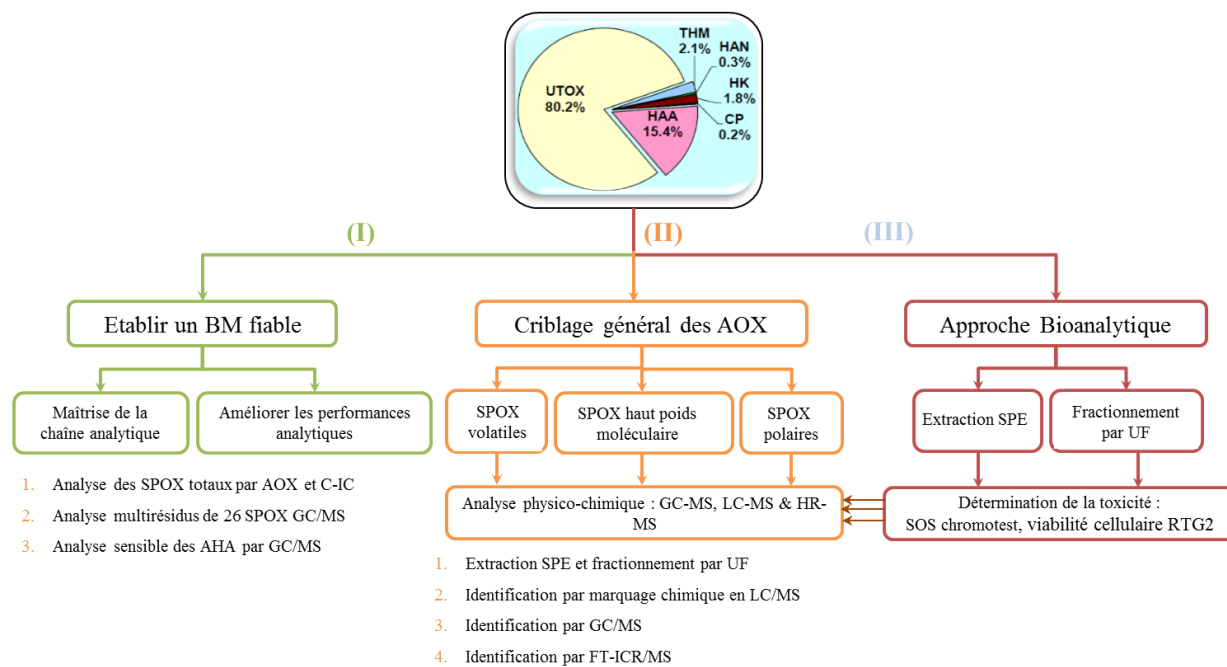 THM
2.1%
HAN
0.3%
UTOX
80.2%
HK
1.8%
HAA
15.4%
CP
0.2%
(I)
(II)
(III)
Etablir un BM fiable
Criblage général des AOX
Approche Bioanalytique
Maîtrise de la
chaîne analytique
Améliorer les performances
analytiques
SPOX
volatiles
SPOX haut poids
moléculaire
SPOX
polaires
Extraction SPE
Fractionnement
par UF
1. Analyse des SPOX totaux par AOX et C-IC
2. Analyse multirésidus de 26 SPOX GC/MS
3. Analyse sensible des AHA par GC/MS
Analyse physico-chimique : GC-MS, LC-MS & HR-
MS
Détermination de la toxicité :
SOS chromotest, viabilité cellulaire RTG2
1. Extraction SPE et fractionnement par UF
2. Identification par marquage chimique en LC/MS
3. Identification par GC/MS
4. Identification par FT-ICR/MS